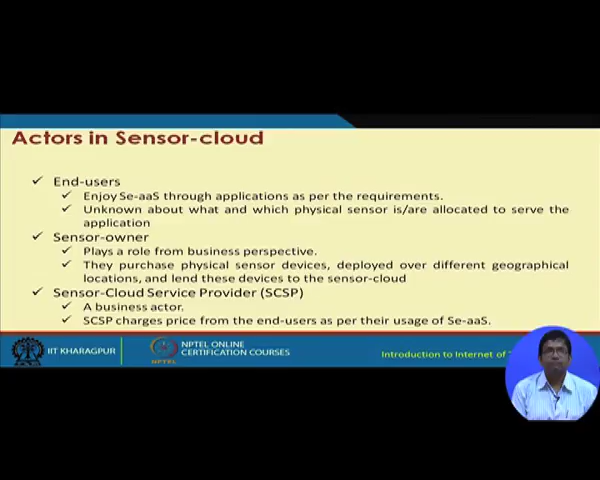 Actors in Sensor-cloud
✓ End-users
✓ Enjoy Se-aaS through applications as per the requirements.
✓ Unknown about what and which physical sensor is/are allocated to serve the
application
✓ Sensor-owner
✓ Plays a role from business perspective.
✓ They purchase physical sensor devices, deployed over different geographical
locations, and lend these devices to the sensor-cloud
✓ Sensor-Cloud Service Provider (SCSP)
✓ A business actor.
✓ SCSP charges price from the end-users as per their usage of Se-aaS.
IIT KHARAGPUR
NPTEL
NPTEL ONLINE
CERTIFICATION COURSES
Introduction to Internet of